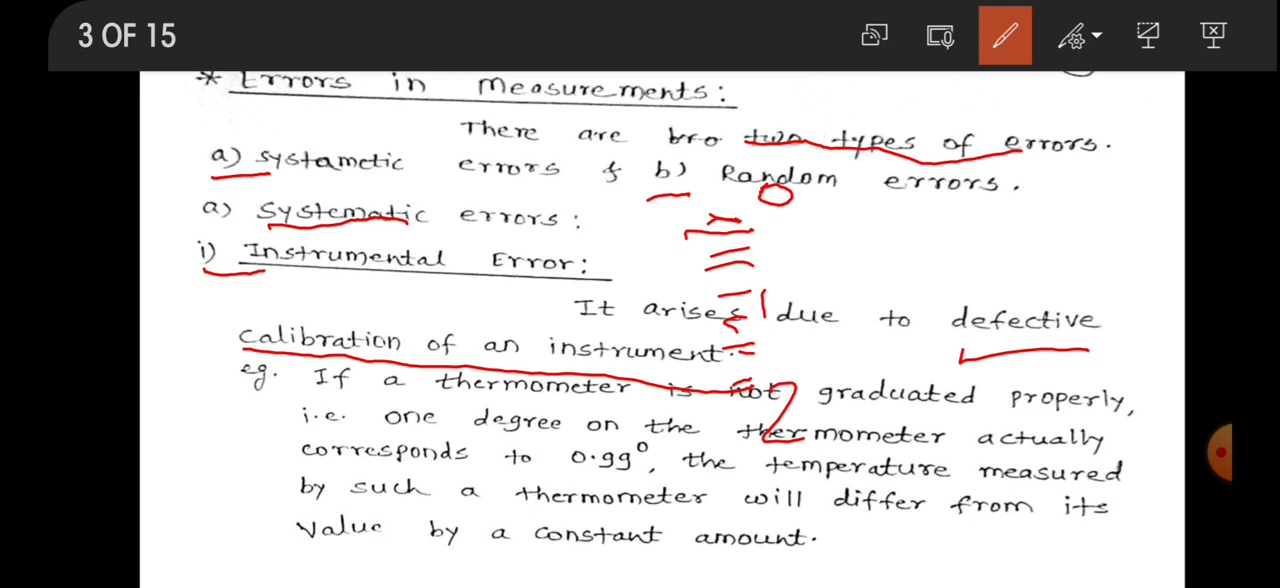 3 OF 15
* Errors in measurements:
There are two types of errors.
a) systametic errors & b) Random errors.
a) Systematic errors:
i) Instrumental Error:
It arises due to defective
calibration of an instrument.
eg. If a thermometer is not graduated properly,
i.e. one degree on the thermometer actually
corresponds to 0.99°, the temperature measured
by such a thermometer will differ from its
value by a constant amount.